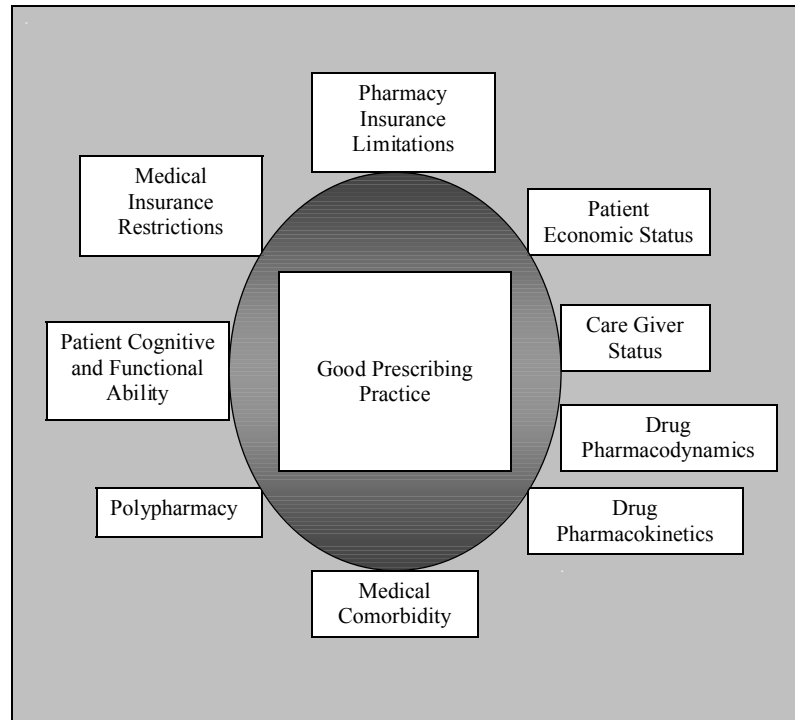 Pharmacy
Insurance
Limitations
Medical
Insurance
Restrictions
Patient
Economic Status
Patient Cognitive
and Functional
Ability
Good Prescribing
Practice
Care Giver
Status
Drug
Pharmacodynamics
Polypharmacy
Drug
Pharmacokinetics
Medical
Comorbidity